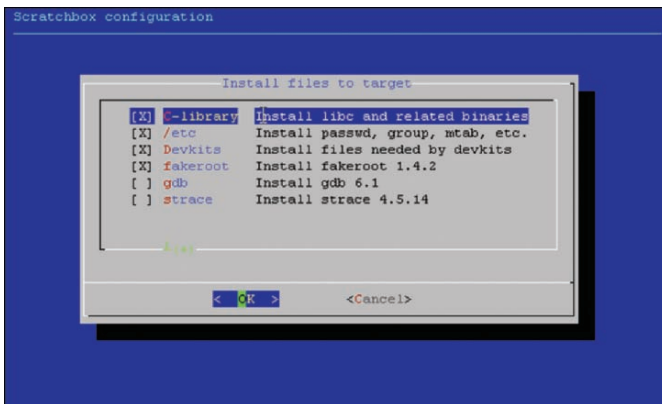 Scratchbox configuration
Install files to target
[X] C-library Install libc and related binaries
[X] /etc Install passwd, group, mtab, etc.
[X] Devkits Install files needed by devkits
[X] fakeroot Install fakeroot 1.4.2
[ ] gdb Install gdb 6.1
[ ] strace Install strace 4.5.14
< OK > <Cancel>